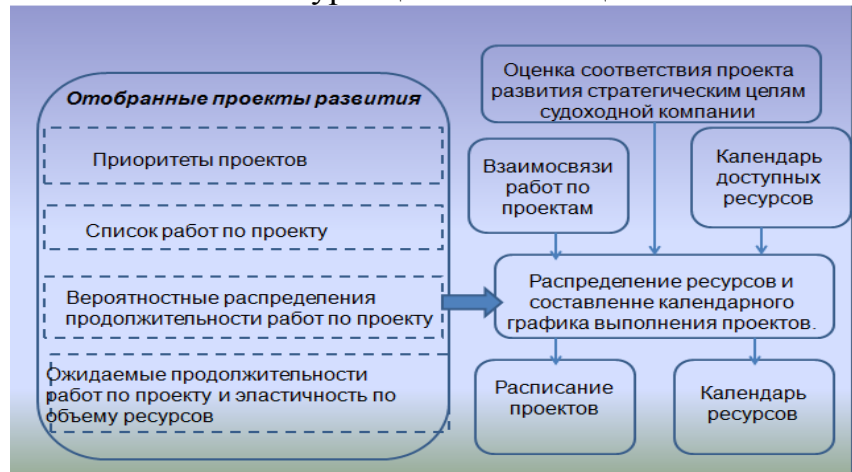 Отобранные проекты развития
Приоритеты проектов
Список работ по проекту
Вероятностные распределения
продолжительности работ по проекту
Ожидаемые продолжительности
работ по проекту и эластичность по
объему ресурсов
Оценка соответствия проекта
развития стратегическим целям
судоходной компании
Взаимосвязи
работ по
проектам
Календарь
доступных
ресурсов
Распределение ресурсов и
составление календарного
графика выполнения проектов.
Расписание
проектов
Календарь
ресурсов